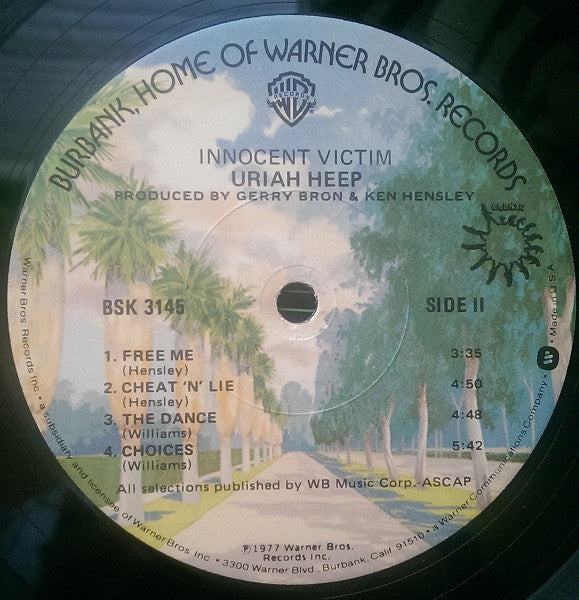 BURBANK, HOME OF WARNER BROS. RECORDS
RECORDS
INNOCENT VICTIM
URIAH HEEP
PRODUCED BY GERRY BRON & KEN HENSLEY
BRONZE
BSK 3145
SIDE II
1. FREE ME 3:35
(Hensley)
2. CHEAT 'N' LIE 4:50
(Hensley)
3. THE DANCE 4:48
(Williams)
4. CHOICES 5:42
(Williams)
All selections published by WB Music Corp.-ASCAP
℗1977 Warner Bros.
Records Inc.
Warner Bros. Records Inc. • a subsidiary and licensee of Warner Bros. Inc. • 3300 Warner Blvd., Burbank, Calif. 91510 • a Warner Communications Company • Made in U.S.A.